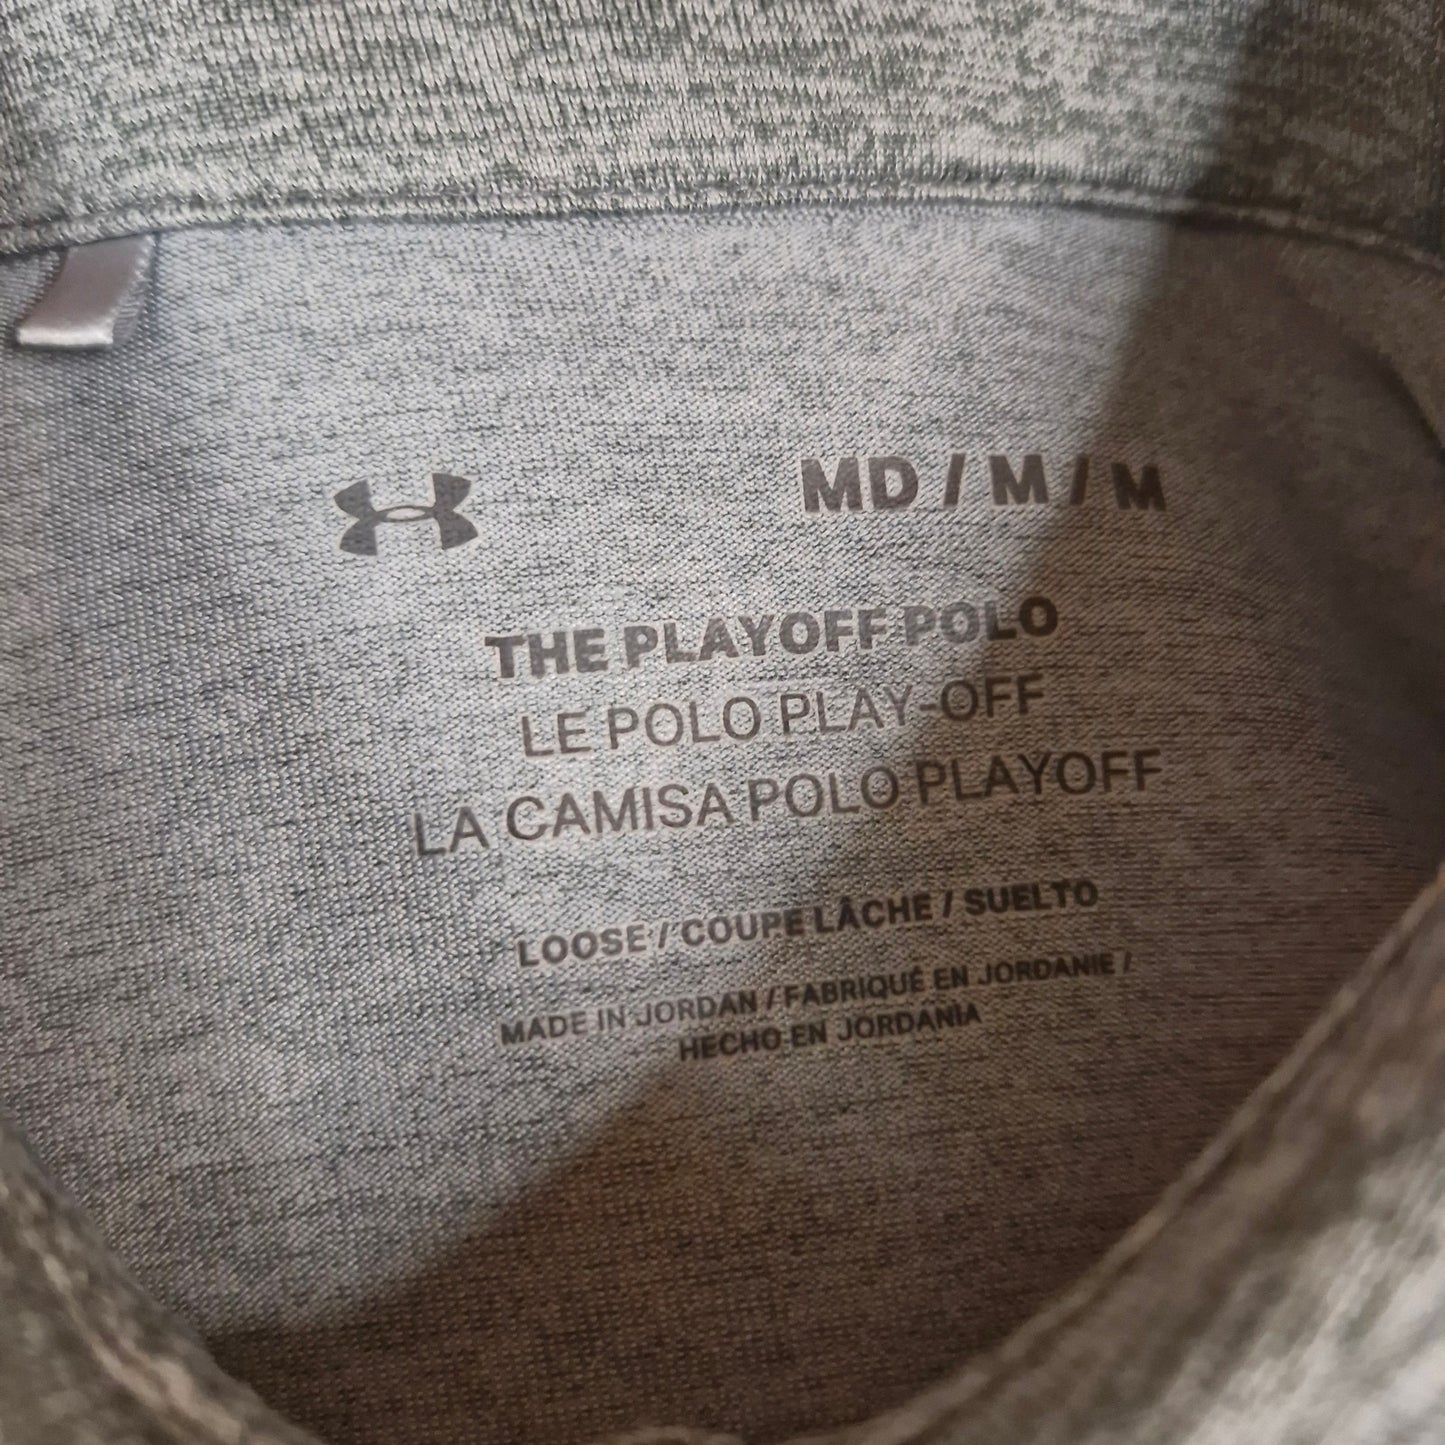 MD / M / M
THE PLAYOFF POLO
LE POLO PLAY-OFF
LA CAMISA POLO PLAYOFF
LOOSE / COUPE LÂCHE / SUELTO
MADE IN JORDAN / FABRIQUÉ EN JORDANIE /
HECHO EN JORDANIA